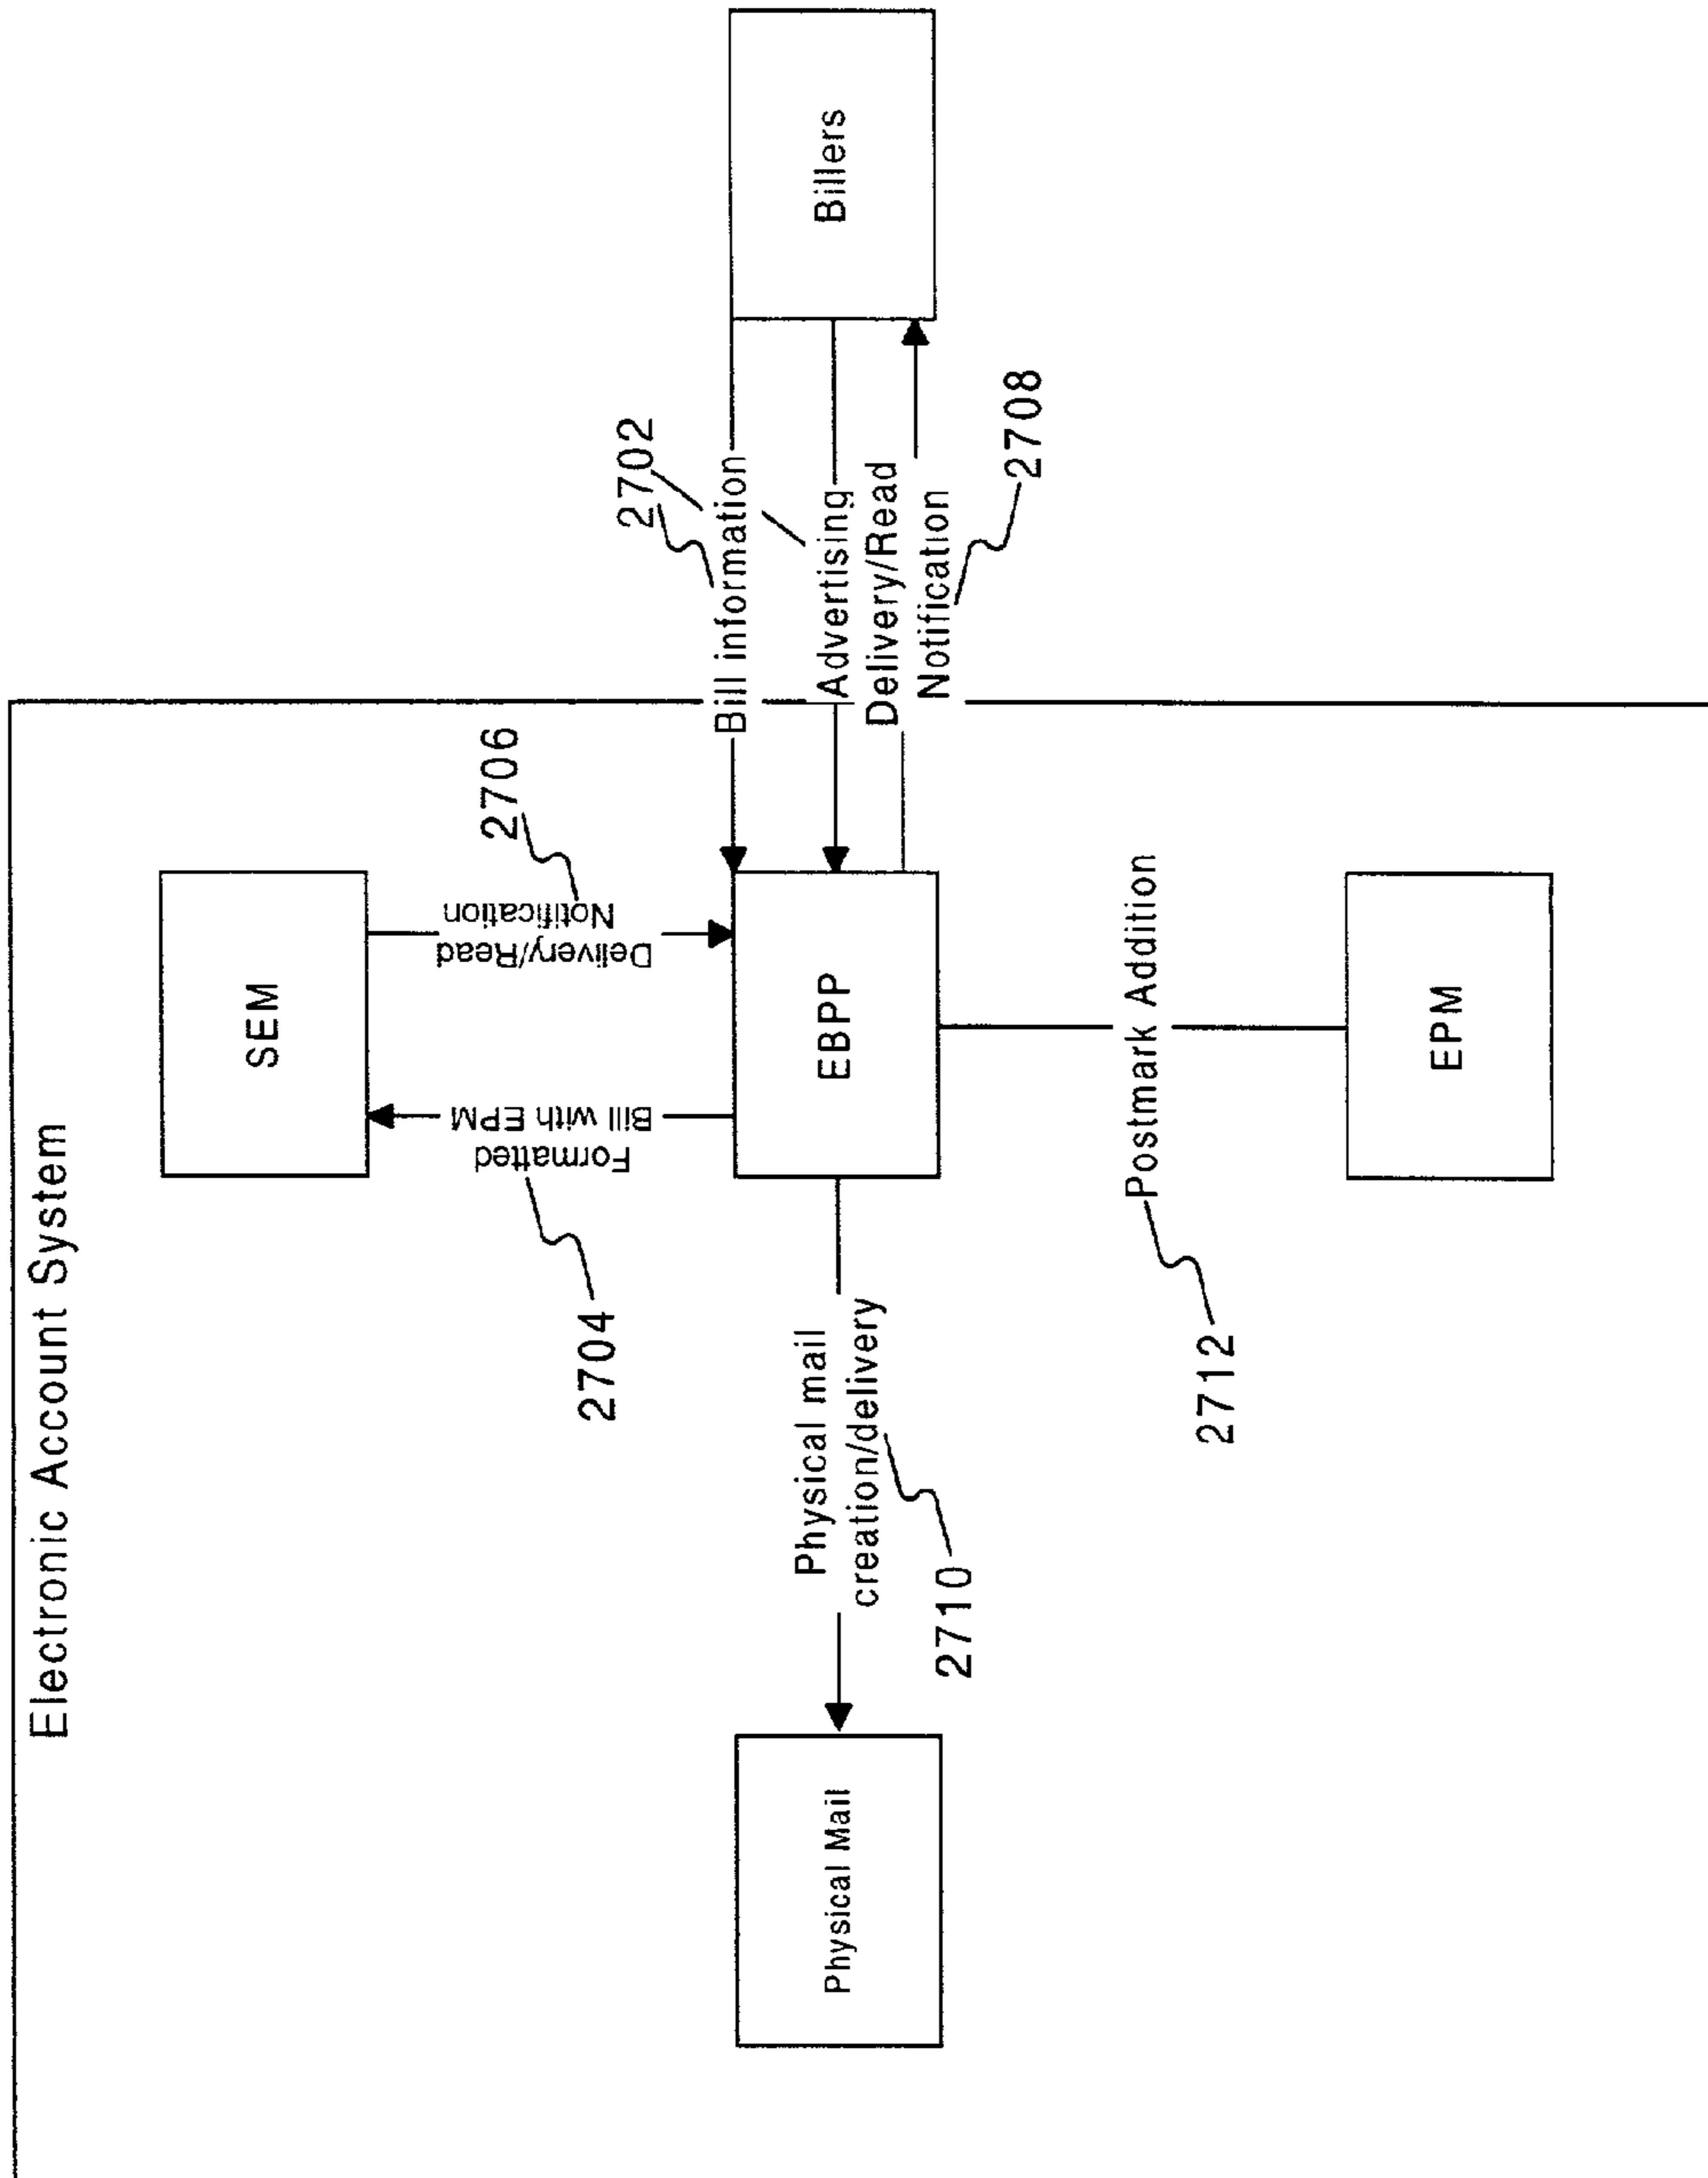 Electronic Account System
SEM
2704
Formatted
Bill with EPM
Delivery/Read
Notification
2706
2702
Bill information
Advertising
Delivery/Read
Notification
2708
Billers
EBPP
Physical mail
creation/delivery
2710
Physical Mail
Postmark Addition
2712
EPM